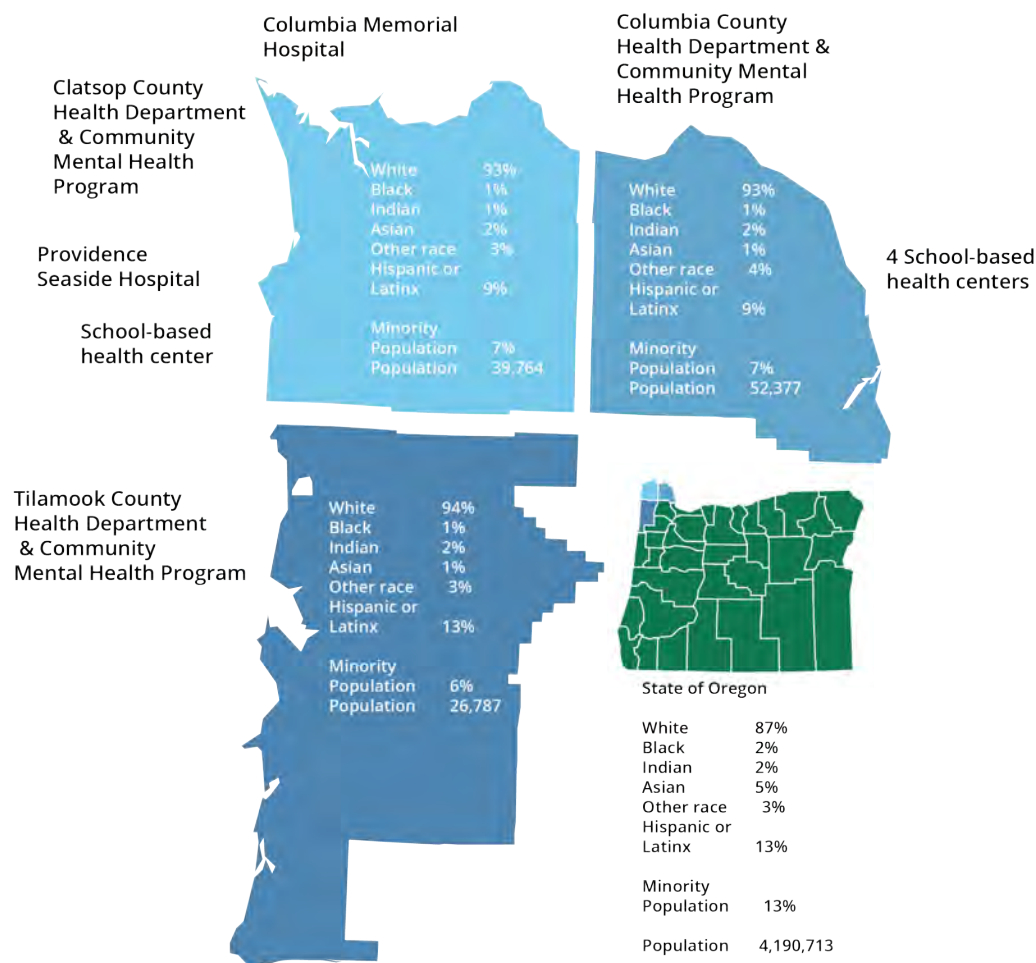 Columbia Memorial
Hospital
Columbia County
Health Department &
Community Mental
Health Program
Clatsop County
Health Department
& Community
Mental Health
Program
Providence
Seaside Hospital
School-based
health center
White 93%
Black 1%
Indian 1%
Asian 2%
Other race 3%
Hispanic or
Latinx 9%
Minority
Population 7%
Population 39,764
White 93%
Black 1%
Indian 2%
Asian 1%
Other race 4%
Hispanic or
Latinx 9%
Minority
Population 7%
Population 52,377
4 School-based
health centers
Tilamook County
Health Department
& Community
Mental Health Program
White 94%
Black 1%
Indian 2%
Asian 1%
Other race 3%
Hispanic or
Latinx 13%
Minority
Population 6%
Population 26,787
State of Oregon
White 87%
Black 2%
Indian 2%
Asian 5%
Other race 3%
Hispanic or
Latinx 13%
Minority
Population 13%
Population 4,190,713